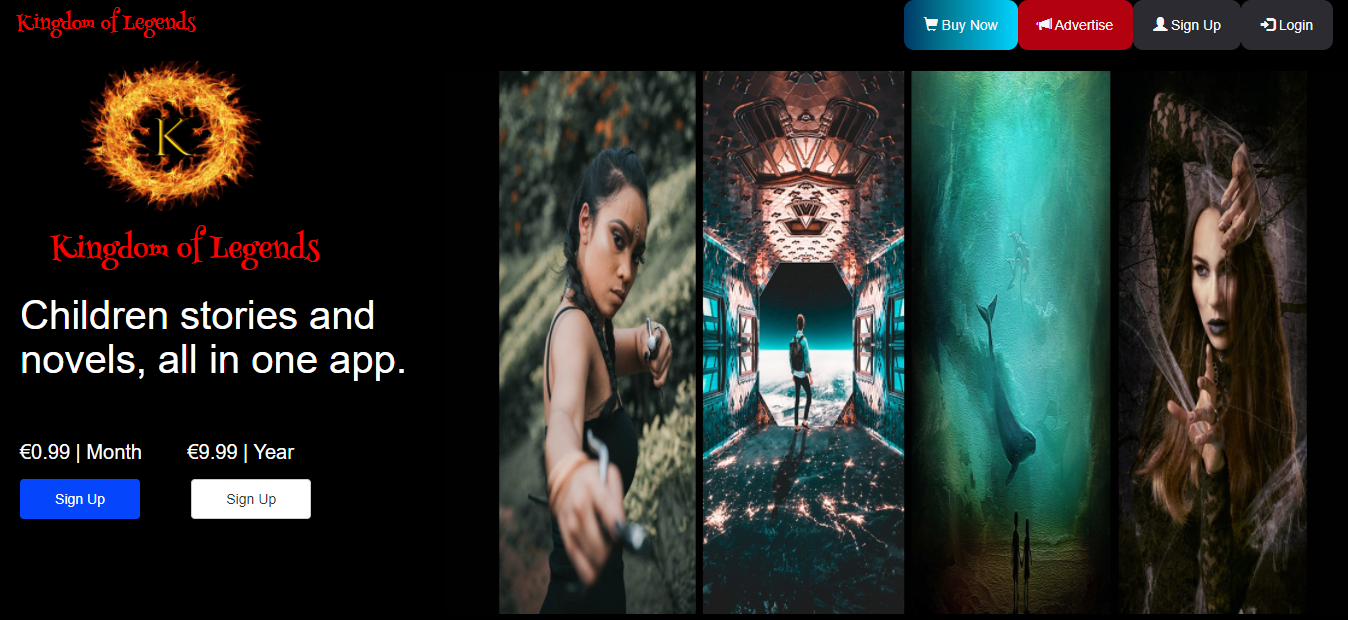 Kingdom of Legends
Buy Now
Advertise
Sign Up
Login
K
Kingdom of Legends
Children stories and
novels, all in one app.
€0.99 | Month
€9.99 | Year
Sign Up
Sign Up